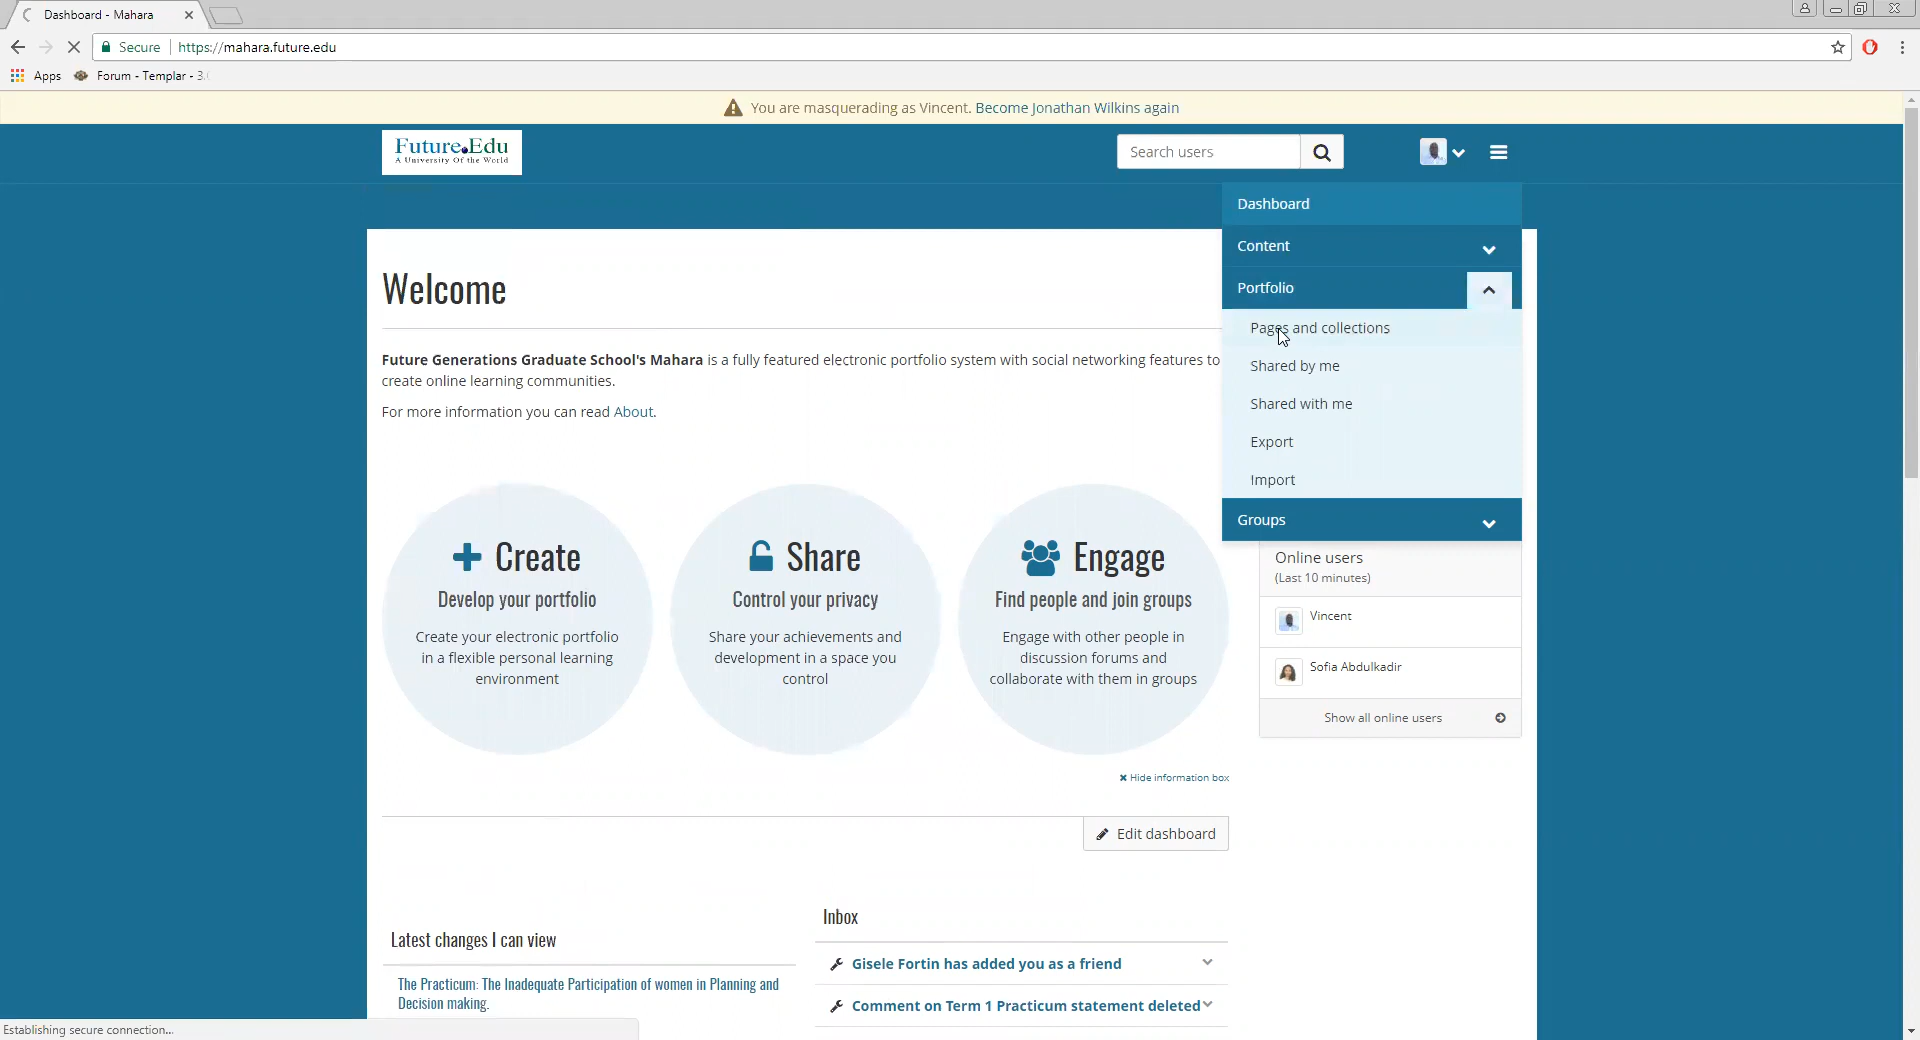 Dashboard - Mahara
Secure
https://mahara.future.edu
Apps
Forum - Templar - 3.
You are masquerading as Vincent. Become Jonathan Wilkins again
Future.Edu
A University Of the World
Search users
Dashboard
Content
Portfolio
Pages and collections
Shared by me
Shared with me
Export
Import
Groups
Welcome
Future Generations Graduate School's Mahara is a fully featured electronic portfolio system with social networking features to
create online learning communities.
For more information you can read About.
Create
Develop your portfolio
Create your electronic portfolio
in a flexible personal learning
environment
Share
Control your privacy
Share your achievements and
development in a space you
control
Engage
Find people and join groups
Engage with other people in
discussion forums and
collaborate with them in groups
Hide information box
Edit dashboard
Online users
(Last 10 minutes)
Vincent
Sofia Abdulkadir
Show all online users
Latest changes I can view
The Practicum: The Inadequate Participation of women in Planning and
Decision making.
Inbox
Gisele Fortin has added you as a friend
Comment on Term 1 Practicum statement deleted
Establishing secure connection...